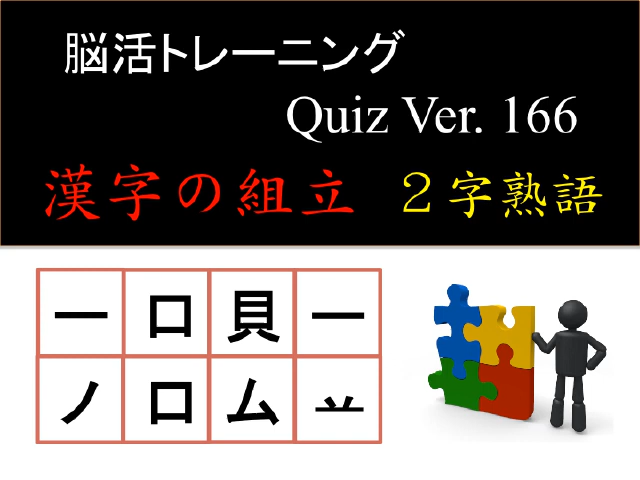 脳活トレーニング
Quiz Ver. 166
漢字の組立 2字熟語
一 口 貝 一
ノ 口 ム 䒑